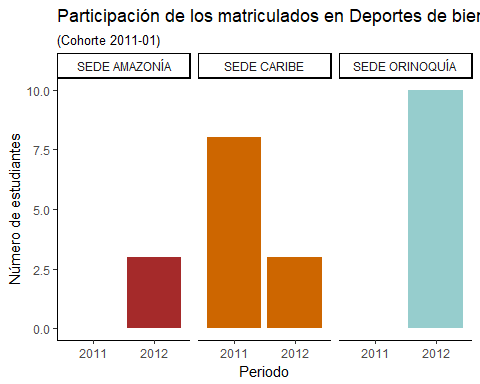 Participación de los matriculados en Deportes de bien
(Cohorte 2011-01)
SEDE AMAZONÍA SEDE CARIBE SEDE ORINOQUÍA
10.0
7.5
5.0
2.5
0.0
Número de estudiantes
2011 2012 2011 2012 2011 2012
Periodo